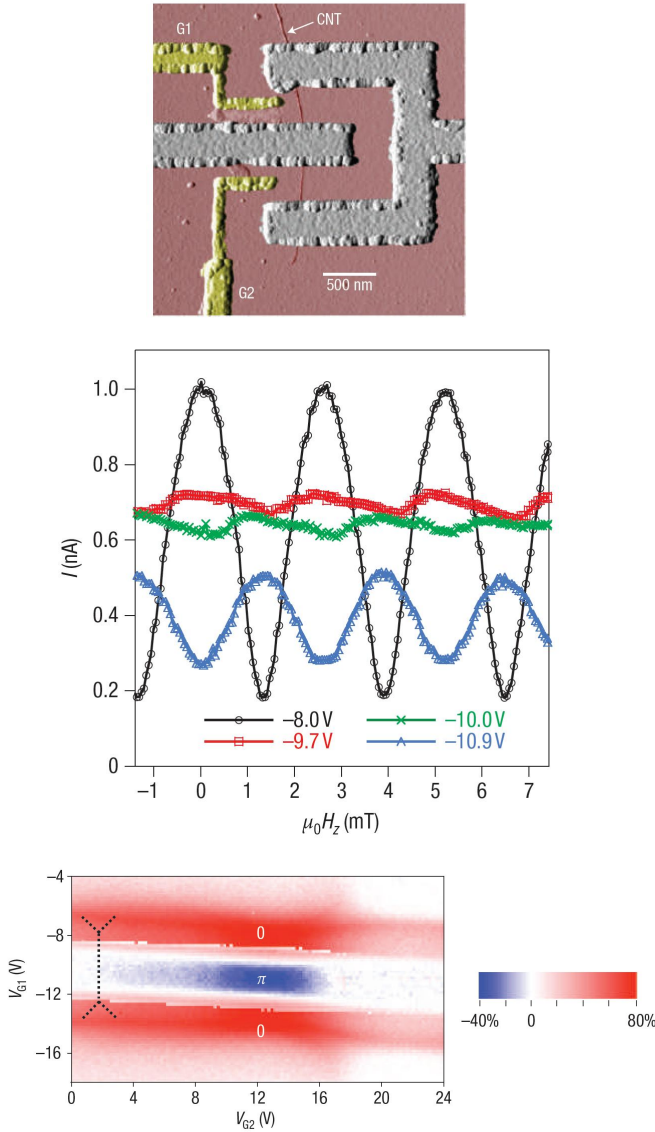 CNT
G1
G2
500 nm
1.0
0.8
0.6
0.4
0.2
0
I (nA)
−8.0 V
−10.0 V
−9.7 V
−10.9 V
−1 0 1 2 3 4 5 6 7
μ₀Hz (mT)
−4
−8
−12
−16
VG1 (V)
0
π
0
0 4 8 12 16 20 24
VG2 (V)
−40% 0 80%